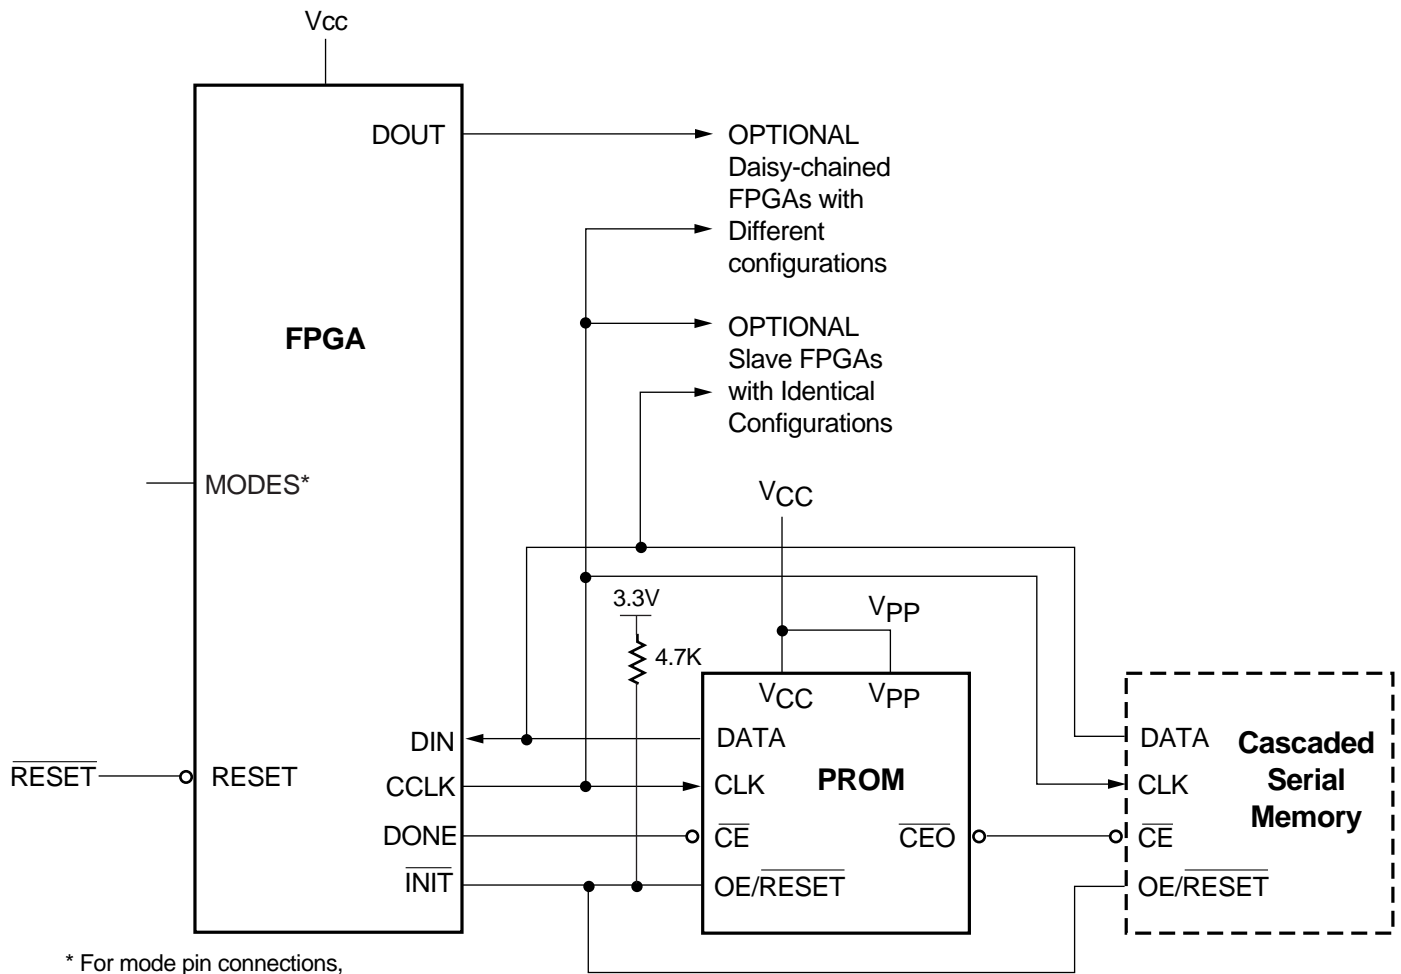 Vcc
DOUT
OPTIONAL
Daisy-chained
FPGAs with
Different
configurations
FPGA
OPTIONAL
Slave FPGAs
with Identical
Configurations
MODES*
VCC
3.3V
VPP
4.7K
VCC
VPP
DIN
DATA
DATA
Cascaded
Serial
Memory
RESET
RESET
CCLK
CLK
PROM
CLK
DONE
CE
CEO
CE
INIT
OE/RESET
OE/RESET
* For mode pin connections,